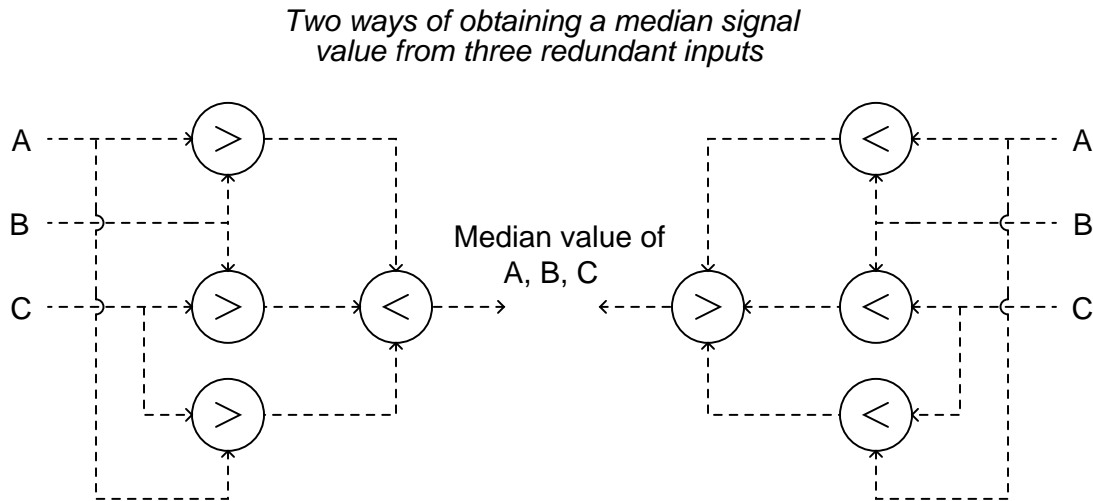 Two ways of obtaining a median signal
value from three redundant inputs
A
>
<
A
B
B
Median value of
A, B, C
C
>
<
>
<
C
>
<